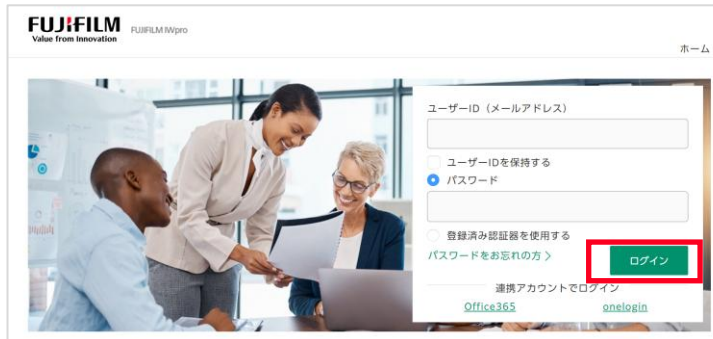 FUJIFILM
Value from Innovation
FUJIFILM IWpro
ホーム
ユーザーID（メールアドレス）
ユーザーIDを保持する
パスワード
登録済み認証器を使用する
パスワードをお忘れの方 >
ログイン
連携アカウントでログイン
Office365 onelogin